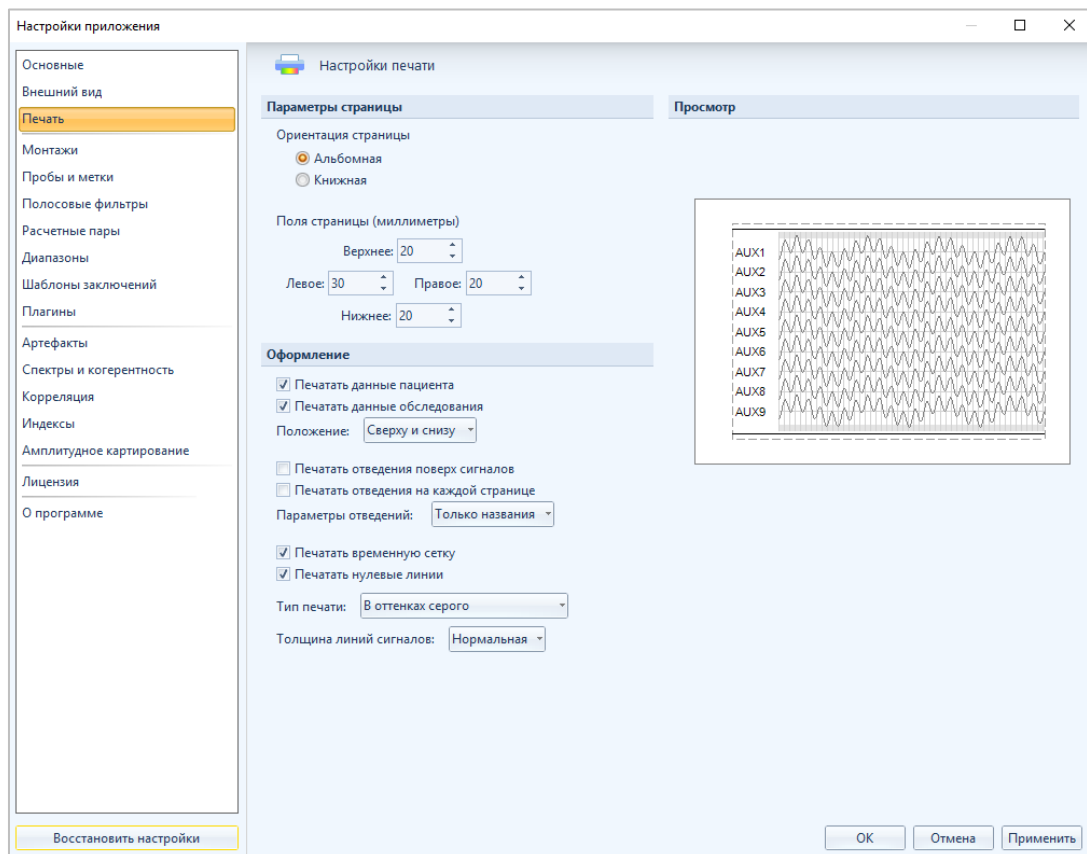 Настройки приложения
Основные
Внешний вид
Печать
Монтажи
Пробы и метки
Полосовые фильтры
Расчетные пары
Диапазоны
Шаблоны заключений
Плагины
Артефакты
Спектры и когерентность
Корреляция
Индексы
Амплитудное картирование
Лицензия
О программе
Восстановить настройки
Настройки печати
Параметры страницы
Ориентация страницы
Альбомная
Книжная
Поля страницы (миллиметры)
Верхнее: 20
Левое: 30 Правое: 20
Нижнее: 20
Оформление
Печатать данные пациента
Печатать данные обследования
Положение: Сверху и снизу
Печатать отведения поверх сигналов
Печатать отведения на каждой странице
Параметры отведений: Только названия
Печатать временную сетку
Печатать нулевые линии
Тип печати: В оттенках серого
Толщина линий сигналов: Нормальная
Просмотр
AUX1
AUX2
AUX3
AUX4
AUX5
AUX6
AUX7
AUX8
AUX9
OK Отмена Применить